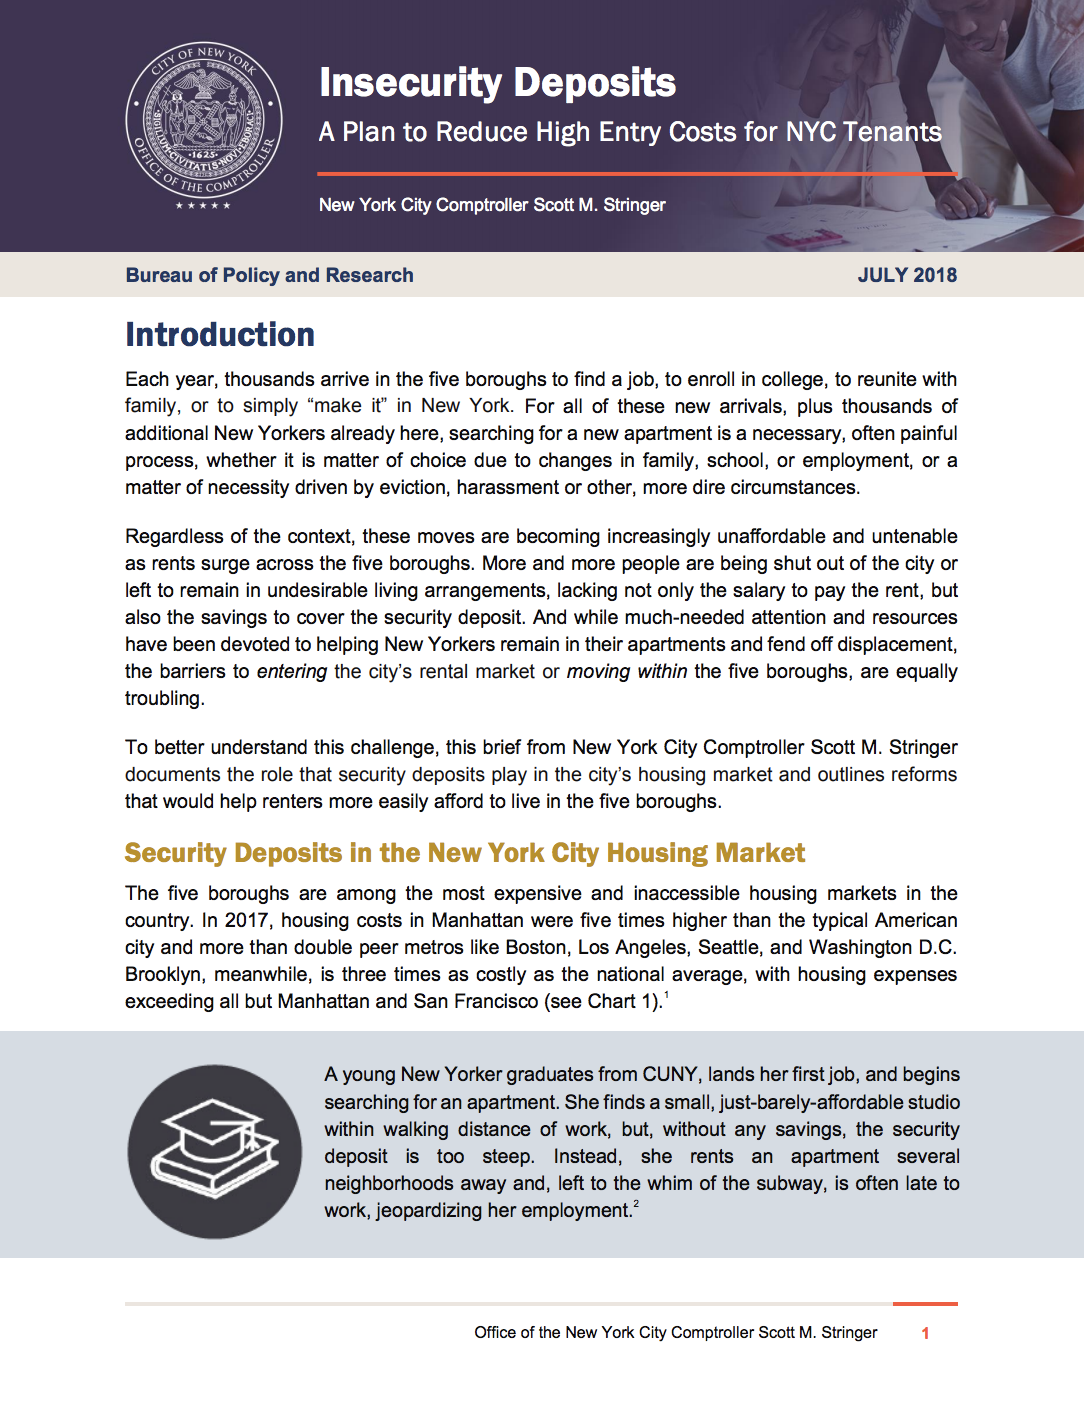 CITY OF NEW YORK
OFFICE OF THE COMPTROLLER
SIGILLUM CIVITATIS NOVI EBORACI
1625
Insecurity Deposits
A Plan to Reduce High Entry Costs for NYC Tenants
New York City Comptroller Scott M. Stringer
Bureau of Policy and Research
JULY 2018
Introduction
Each year, thousands arrive in the five boroughs to find a job, to enroll in college, to reunite with
family, or to simply “make it” in New York. For all of these new arrivals, plus thousands of
additional New Yorkers already here, searching for a new apartment is a necessary, often painful
process, whether it is matter of choice due to changes in family, school, or employment, or a
matter of necessity driven by eviction, harassment or other, more dire circumstances.
Regardless of the context, these moves are becoming increasingly unaffordable and untenable
as rents surge across the five boroughs. More and more people are being shut out of the city or
left to remain in undesirable living arrangements, lacking not only the salary to pay the rent, but
also the savings to cover the security deposit. And while much-needed attention and resources
have been devoted to helping New Yorkers remain in their apartments and fend off displacement,
the barriers to entering the city’s rental market or moving within the five boroughs, are equally
troubling.
To better understand this challenge, this brief from New York City Comptroller Scott M. Stringer
documents the role that security deposits play in the city’s housing market and outlines reforms
that would help renters more easily afford to live in the five boroughs.
Security Deposits in the New York City Housing Market
The five boroughs are among the most expensive and inaccessible housing markets in the
country. In 2017, housing costs in Manhattan were five times higher than the typical American
city and more than double peer metros like Boston, Los Angeles, Seattle, and Washington D.C.
Brooklyn, meanwhile, is three times as costly as the national average, with housing expenses
exceeding all but Manhattan and San Francisco (see Chart 1).1
A young New Yorker graduates from CUNY, lands her first job, and begins
searching for an apartment. She finds a small, just-barely-affordable studio
within walking distance of work, but, without any savings, the security
deposit is too steep. Instead, she rents an apartment several
neighborhoods away and, left to the whim of the subway, is often late to
work, jeopardizing her employment.2
Office of the New York City Comptroller Scott M. Stringer
1